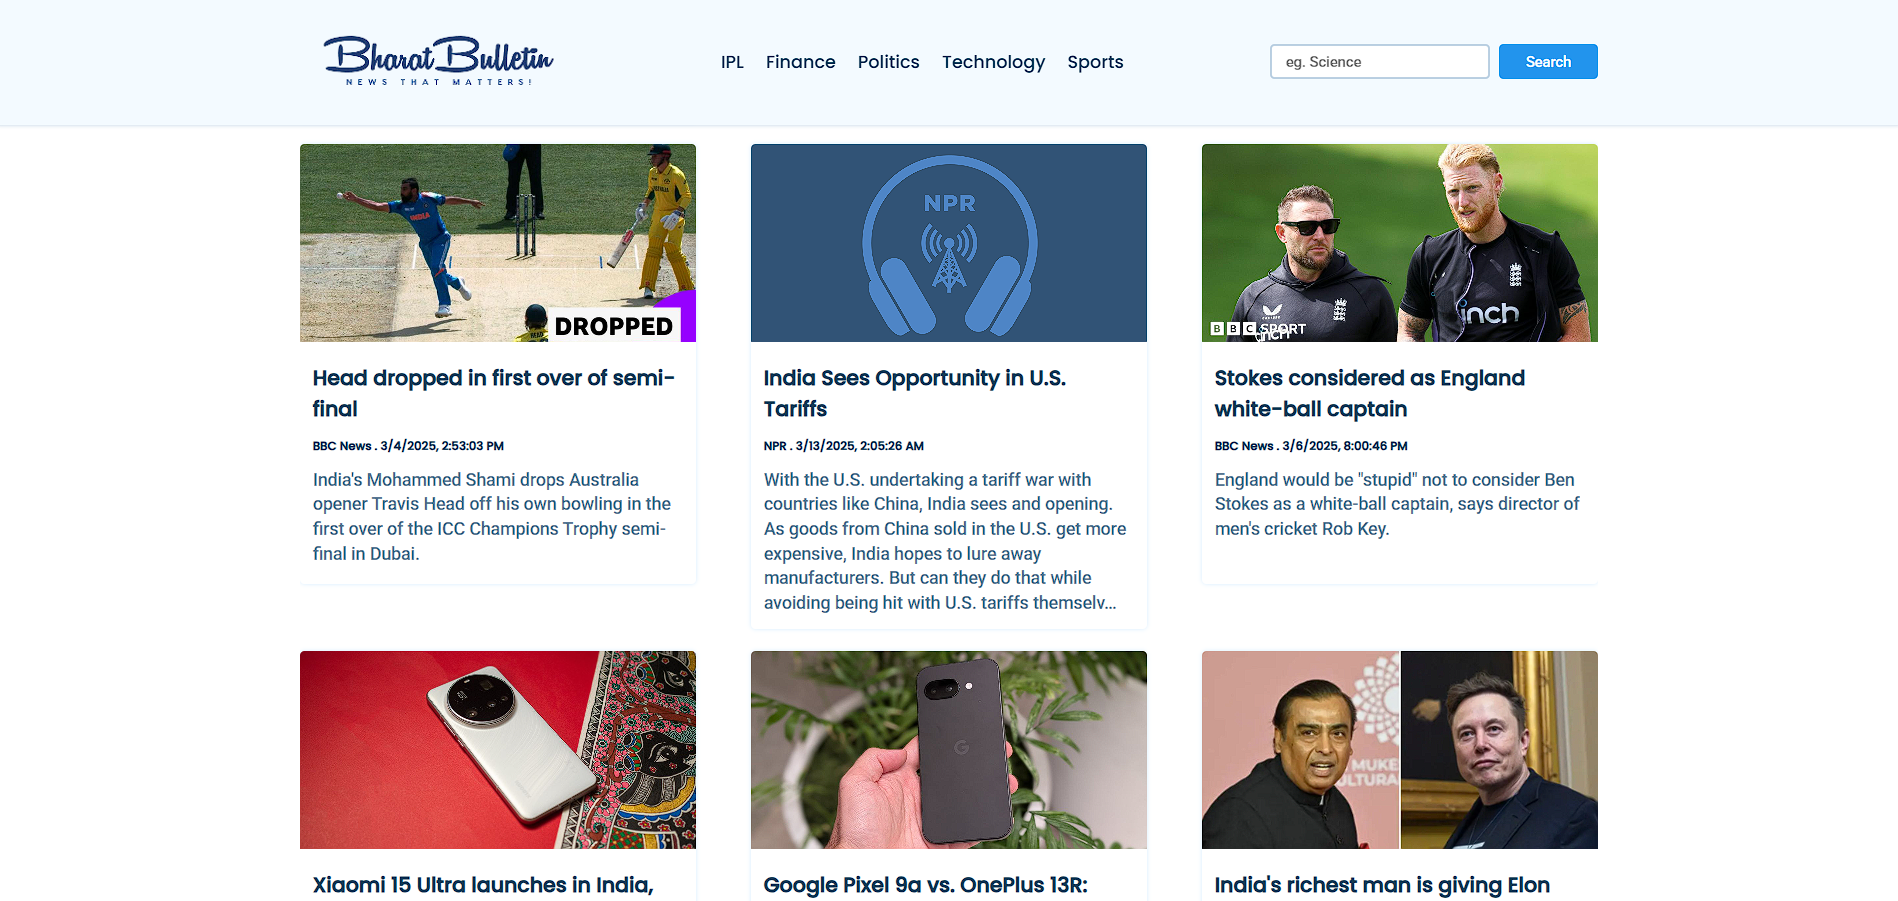 Bharat Bulletin
NEWS THAT MATTERS!
IPL Finance Politics Technology Sports
eg. Science
Search
INDIA
DROPPED
Head dropped in first over of semi-
final
BBC News . 3/4/2025, 2:53:03 PM
India's Mohammed Shami drops Australia
opener Travis Head off his own bowling in the
first over of the ICC Champions Trophy semi-
final in Dubai.
NPR
India Sees Opportunity in U.S.
Tariffs
NPR . 3/13/2025, 2:05:26 AM
With the U.S. undertaking a tariff war with
countries like China, India sees and opening.
As goods from China sold in the U.S. get more
expensive, India hopes to lure away
manufacturers. But can they do that while
avoiding being hit with U.S. tariffs themselv...
cinch
cinch
BBC SPORT
Stokes considered as England
white-ball captain
BBC News . 3/6/2025, 8:00:46 PM
England would be "stupid" not to consider Ben
Stokes as a white-ball captain, says director of
men's cricket Rob Key.
Xiaomi 15 Ultra launches in India,
G
Google Pixel 9a vs. OnePlus 13R:
MUKE
ULTURA
India's richest man is giving Elon